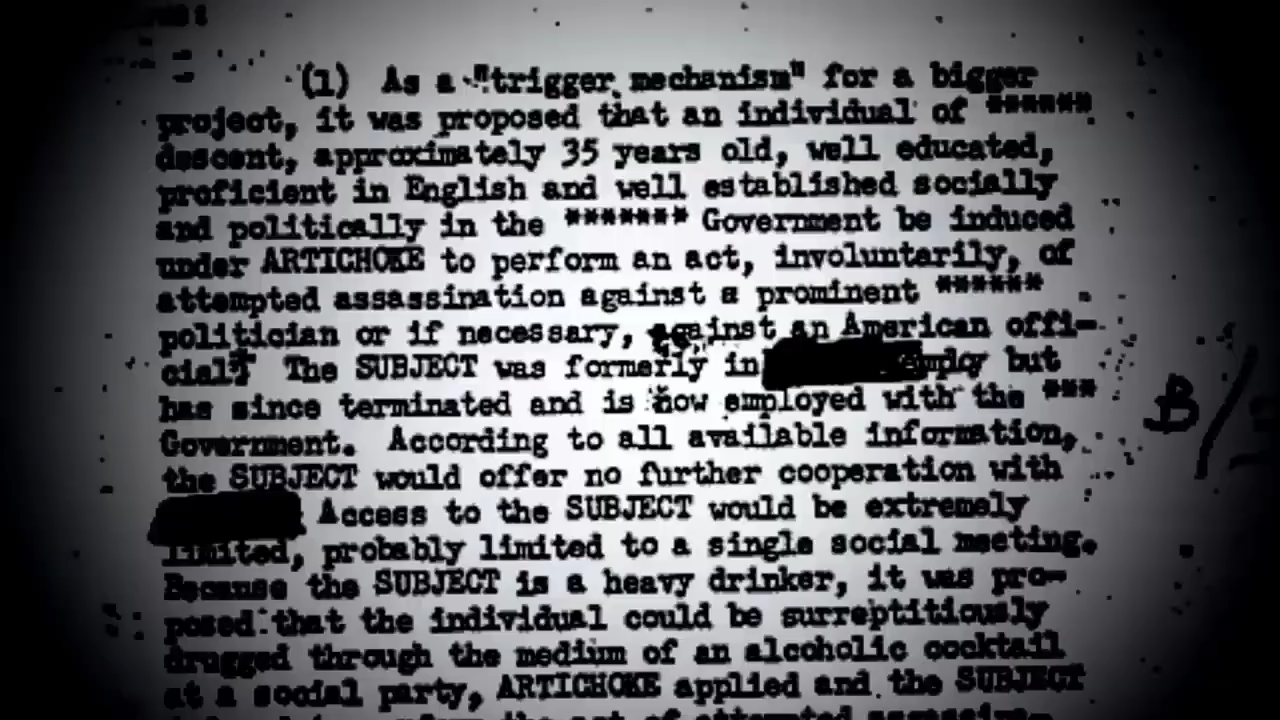 (1) As a "trigger mechanism" for a bigger
project, it was proposed that an individual of ******
descent, approximately 35 years old, well educated,
proficient in English and well established socially
and politically in the ******* Government be induced
under ARTICHOKE to perform an act, involuntarily, of
attempted assassination against a prominent ******
politician or if necessary, against an American offi-
cial. The SUBJECT was formerly in employ but
has since terminated and is now employed with the ***
Government. According to all available information,
the SUBJECT would offer no further cooperation with
Access to the SUBJECT would be extremely
limited, probably limited to a single social meeting.
Because the SUBJECT is a heavy drinker, it was pro-
posed that the individual could be surreptitiously
drugged through the medium of an alcoholic cocktail
at a social party, ARTICHOKE applied and the SUBJECT
the act of attempted assassina-
B/